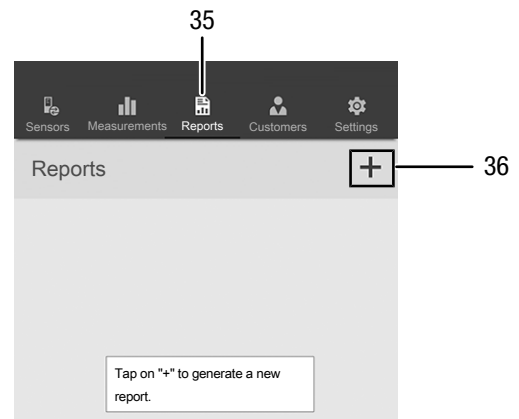 35
Sensors Measurements Reports Customers Settings
Reports +
36
Tap on "+" to generate a new
report.